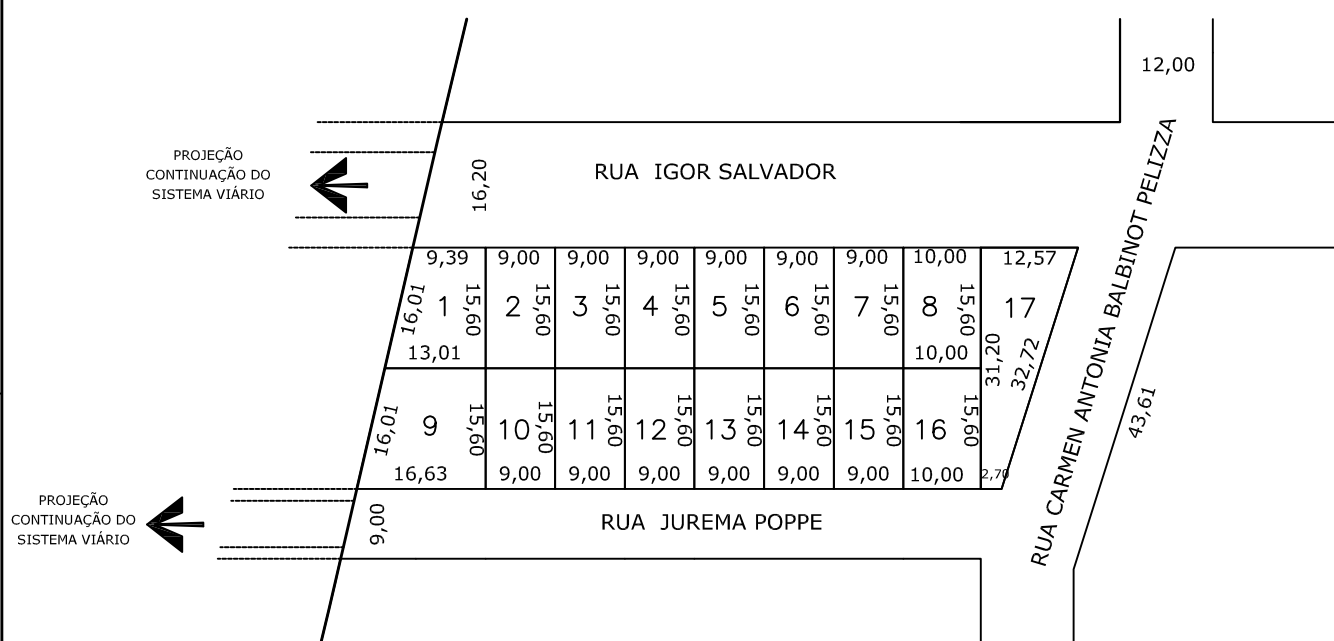 12,00
PROJEÇÃO
CONTINUAÇÃO DO
SISTEMA VIÁRIO
16,20
RUA IGOR SALVADOR
RUA CARMEN ANTONIA BALBINOT PELIZZA
9,39 9,00 9,00 9,00 9,00 9,00 9,00 10,00 12,57
16,01 1 15,60 2 15,60 3 15,60 4 15,60 5 15,60 6 15,60 7 15,60 8 15,60 17
13,01 10,00 31,20 32,72
16,01 9 15,60 10 15,60 11 15,60 12 15,60 13 15,60 14 15,60 15 15,60 16 15,60 43,61
16,63 9,00 9,00 9,00 9,00 9,00 9,00 10,00 2,70
PROJEÇÃO
CONTINUAÇÃO DO
SISTEMA VIÁRIO
9,00
RUA JUREMA POPPE